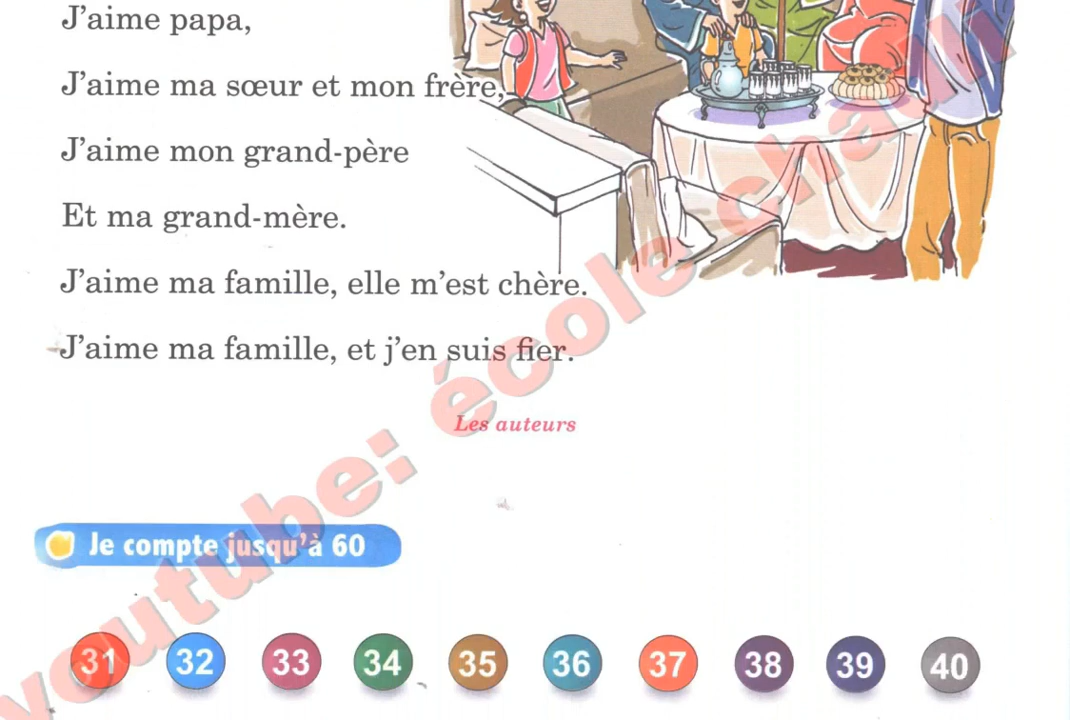 J'aime papa,
J'aime ma sœur et mon frère,
J'aime mon grand-père
Et ma grand-mère.
J'aime ma famille, elle m'est chère.
J'aime ma famille, et j'en suis fier.
Les auteurs
youtube: école
Je compte jusqu'à 60
31 32 33 34 35 36 37 38 39 40